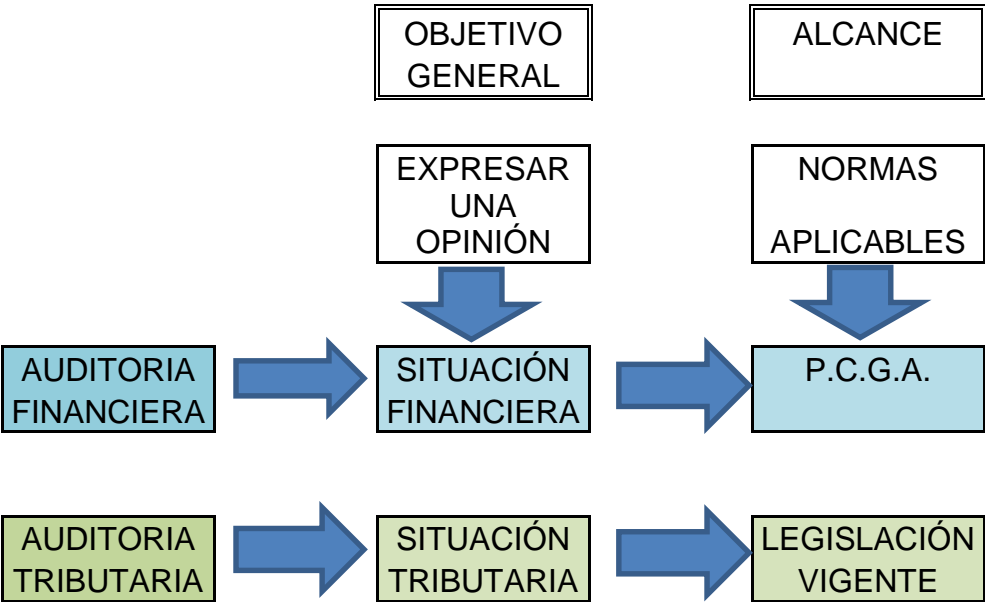 OBJETIVO
GENERAL
ALCANCE
EXPRESAR
UNA
OPINIÓN
NORMAS
APLICABLES
AUDITORIA
FINANCIERA
SITUACIÓN
FINANCIERA
P.C.G.A.
AUDITORIA
TRIBUTARIA
SITUACIÓN
TRIBUTARIA
LEGISLACIÓN
VIGENTE